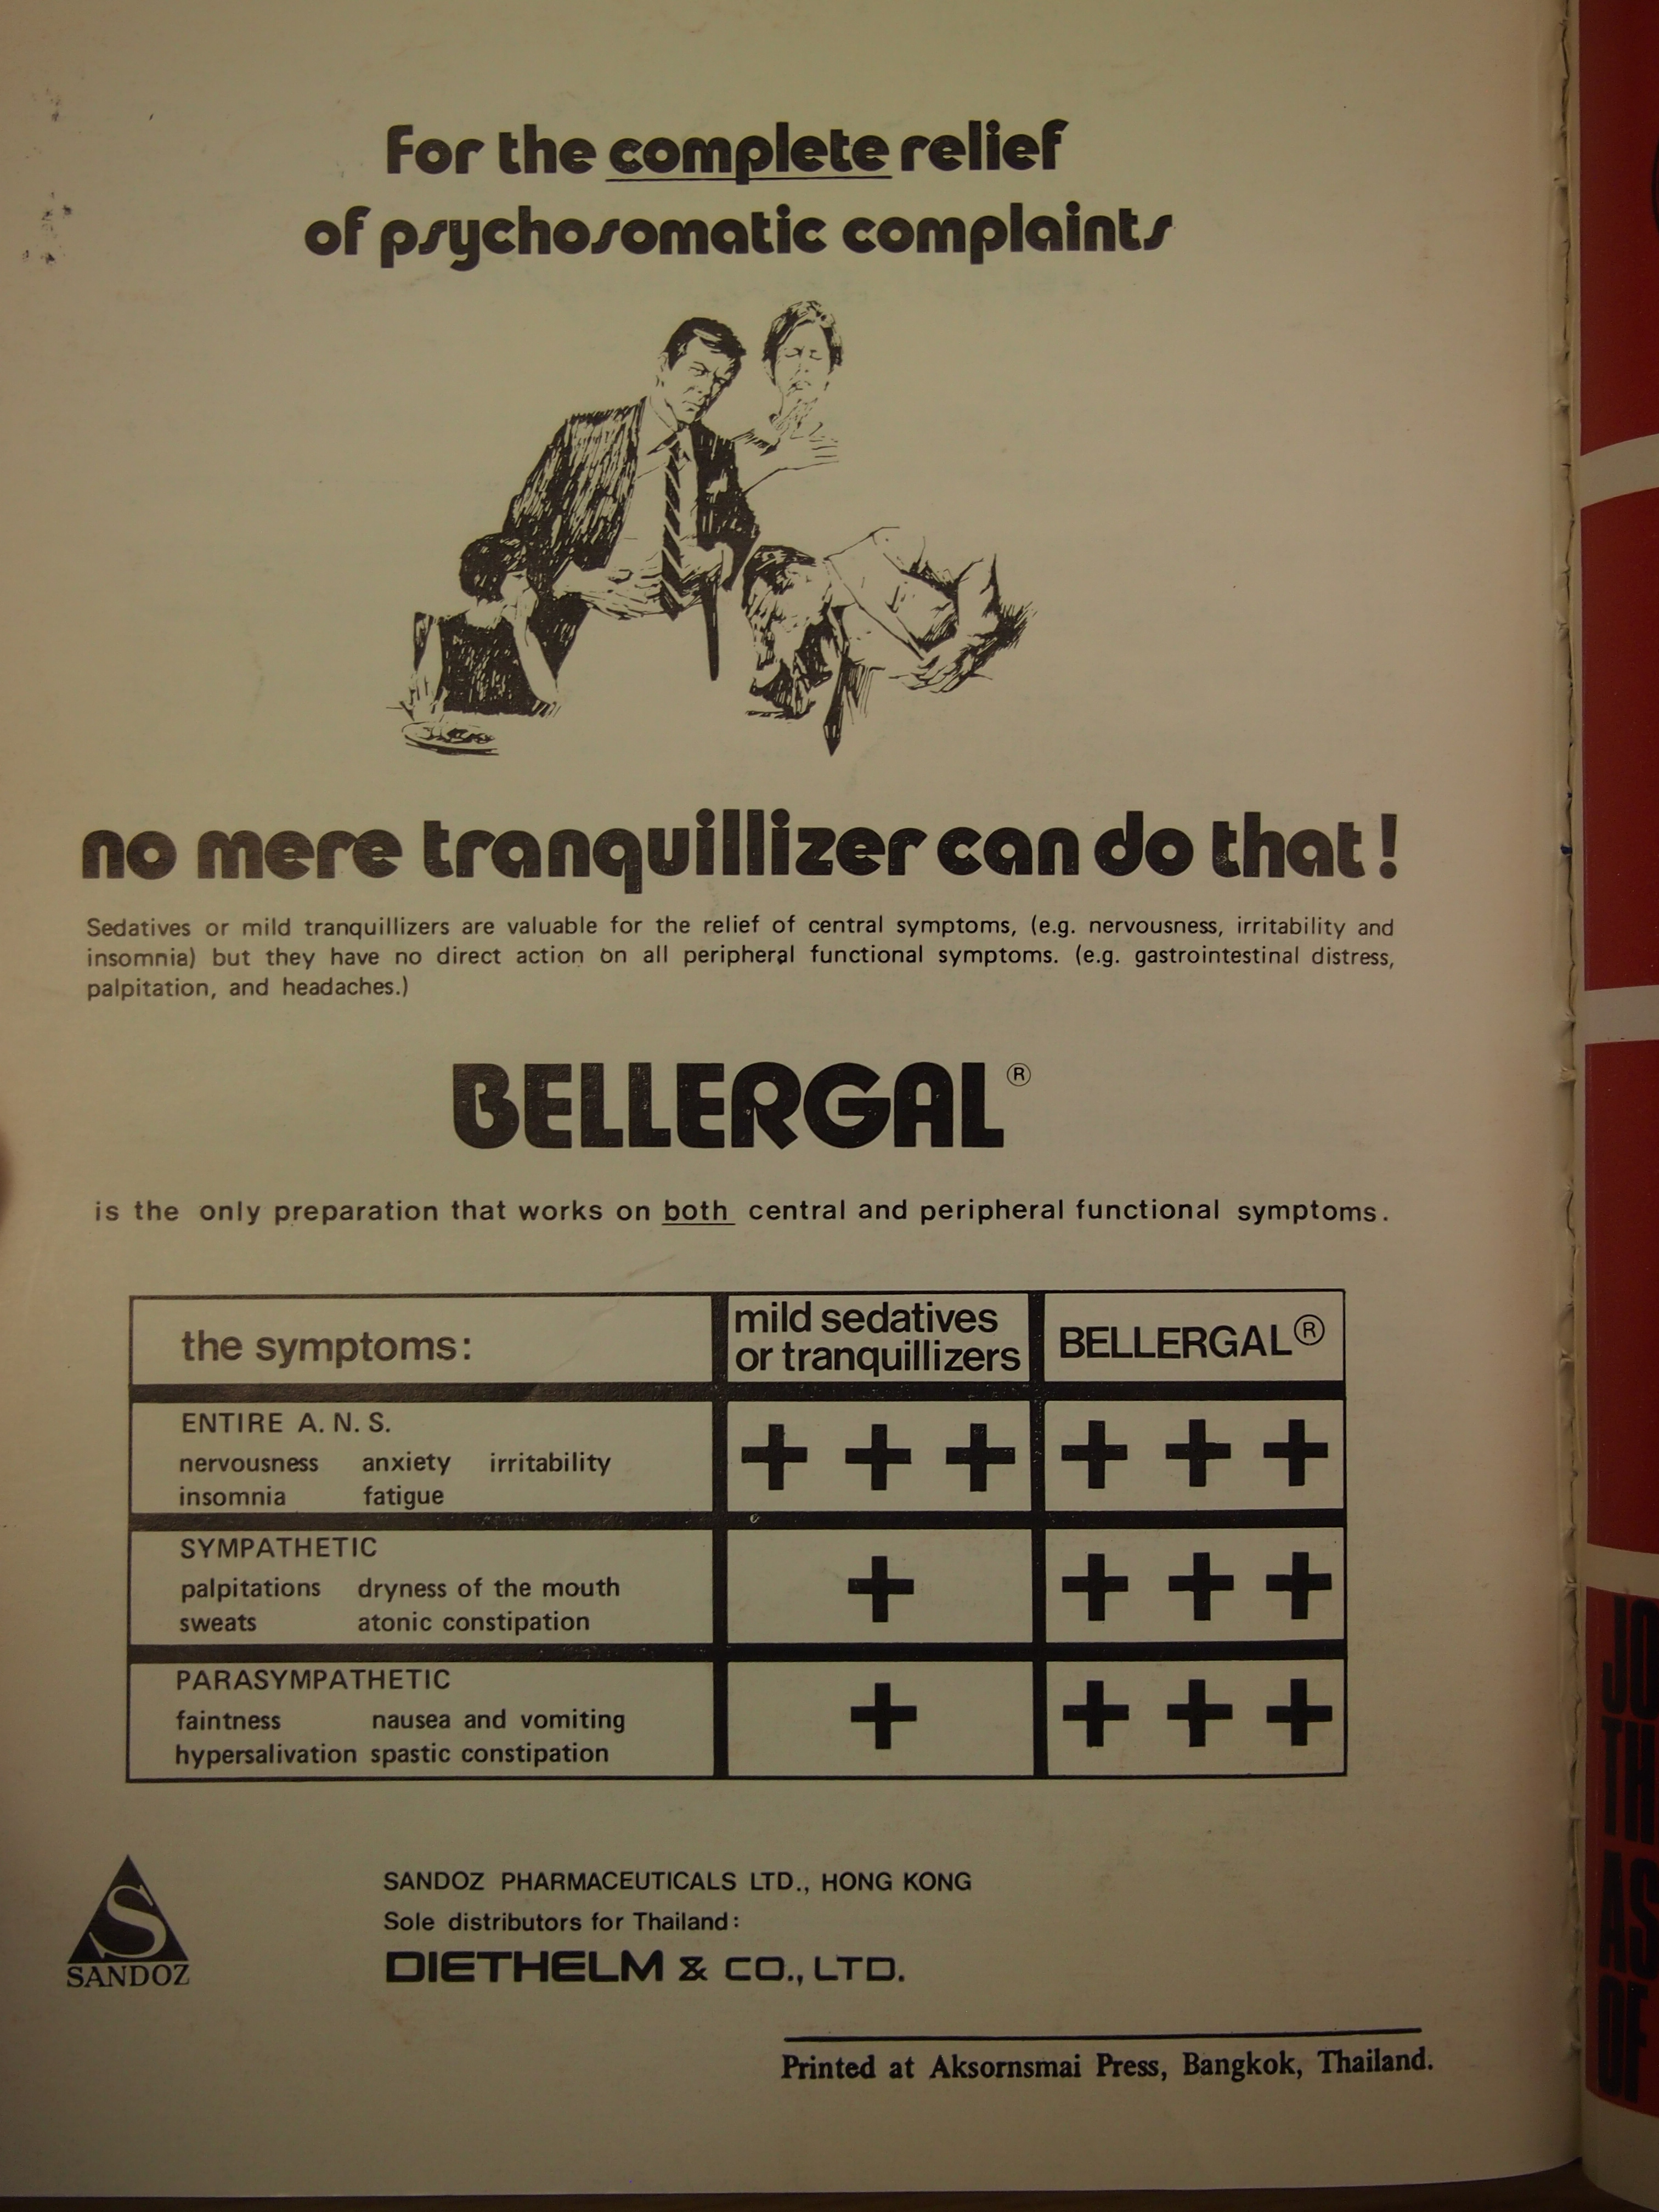 For the complete relief
of psychosomatic complaints
no mere tranquillizer can do that!
Sedatives or mild tranquillizers are valuable for the relief of central symptoms, (e.g. nervousness, irritability and
insomnia) but they have no direct action on all peripheral functional symptoms. (e.g. gastrointestinal distress,
palpitation, and headaches.)
BELLERGAL®
is the only preparation that works on both central and peripheral functional symptoms.
the symptoms:
mild sedatives
or tranquillizers
BELLERGAL®
ENTIRE A. N. S.
nervousness anxiety irritability
insomnia fatigue
+ + +
+ + +
SYMPATHETIC
palpitations dryness of the mouth
sweats atonic constipation
+
+ + +
PARASYMPATHETIC
faintness nausea and vomiting
hypersalivation spastic constipation
+
+ + +
S
SANDOZ
SANDOZ PHARMACEUTICALS LTD., HONG KONG
Sole distributors for Thailand:
DIETHELM & CO., LTD.
Printed at Aksornsmai Press, Bangkok, Thailand.
JO
TH
AS
OF